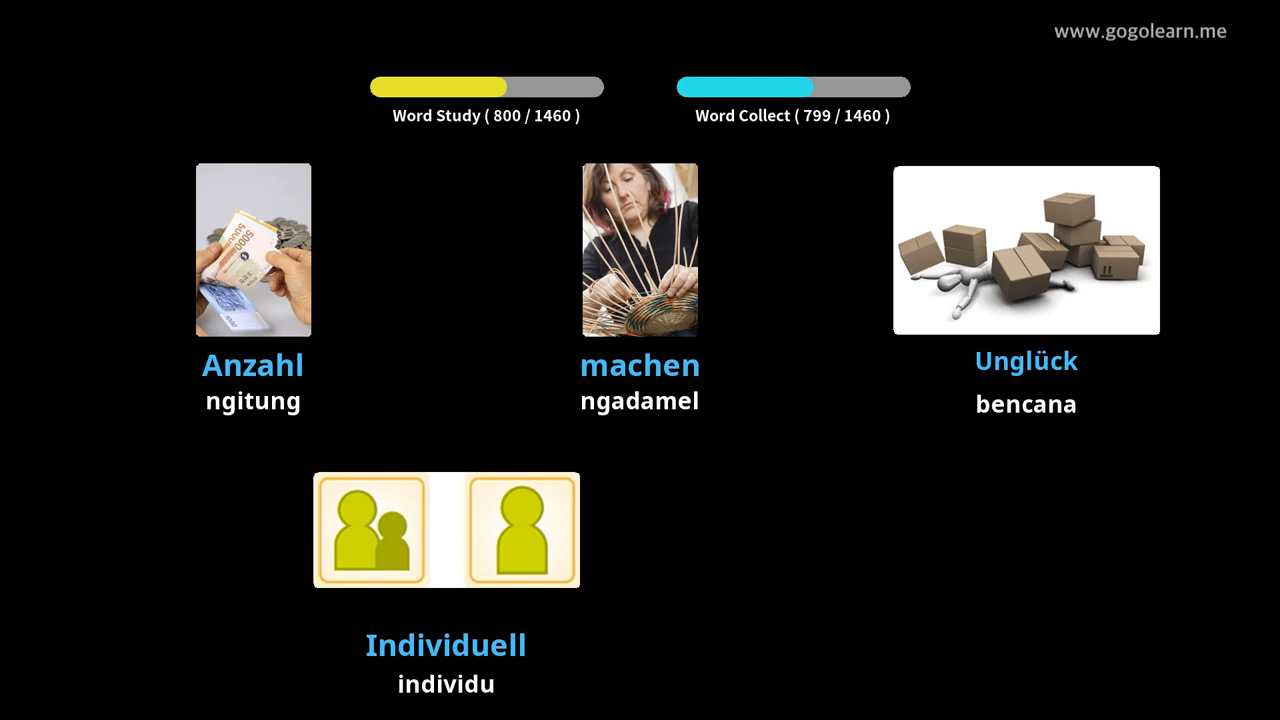 www.gogolearn.me
Word Study ( 800 / 1460 )
Word Collect ( 799 / 1460 )
5000
Anzahl
ngitung
machen
ngadamel
Unglück
bencana
Individuell
individu